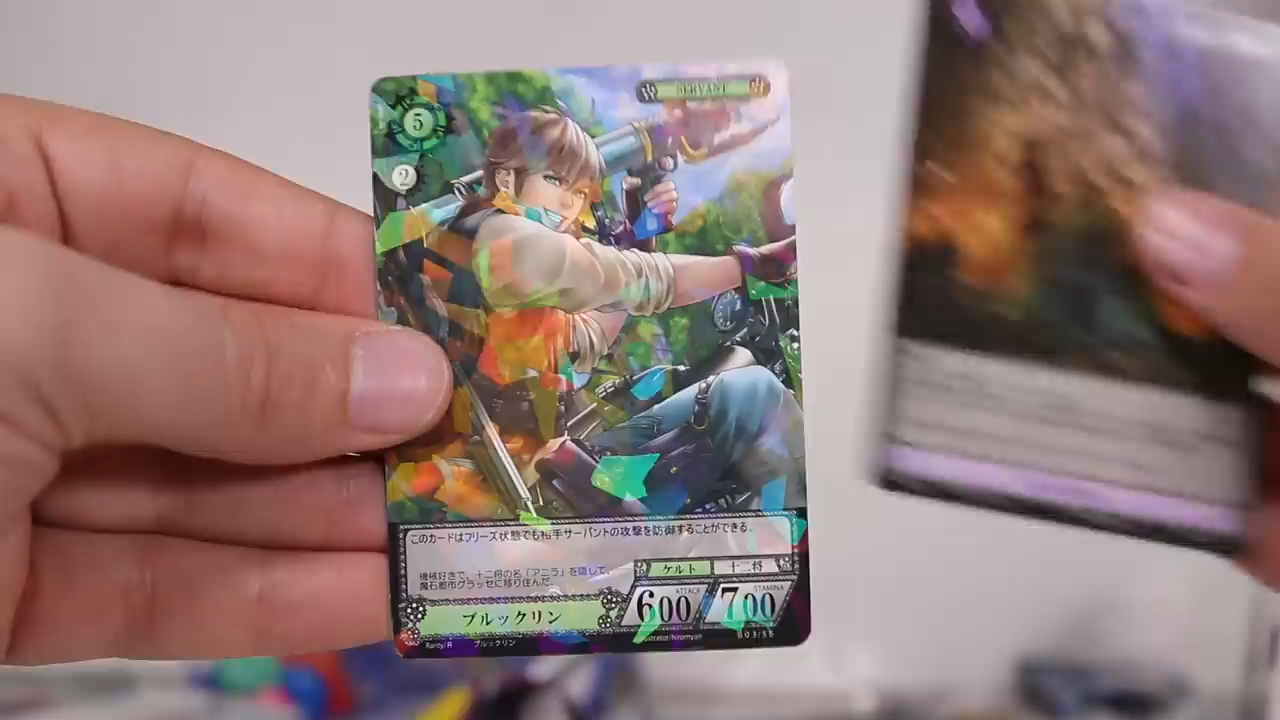 SERVANT
5
2
このカードはフリーズ状態でも相手サーバントの攻撃を防御することができる。
機械好きで、十二将の名「アニラ」を隠して、
魔石都市グラッセに移り住んだ。
ケルト 十二将
ATTACK
600
STAMINA
700
ブルックリン
Rarity/R ブルックリン